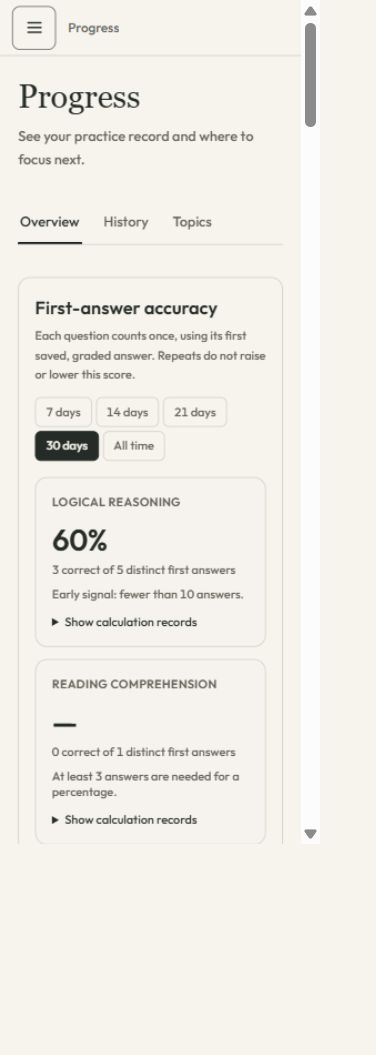 Progress
Progress
See your practice record and where to
focus next.
Overview History Topics
First-answer accuracy
Each question counts once, using its first
saved, graded answer. Repeats do not raise
or lower this score.
7 days 14 days 21 days
30 days All time
LOGICAL REASONING
60%
3 correct of 5 distinct first answers
Early signal: fewer than 10 answers.
Show calculation records
READING COMPREHENSION
—
0 correct of 1 distinct first answers
At least 3 answers are needed for a
percentage.
Show calculation records